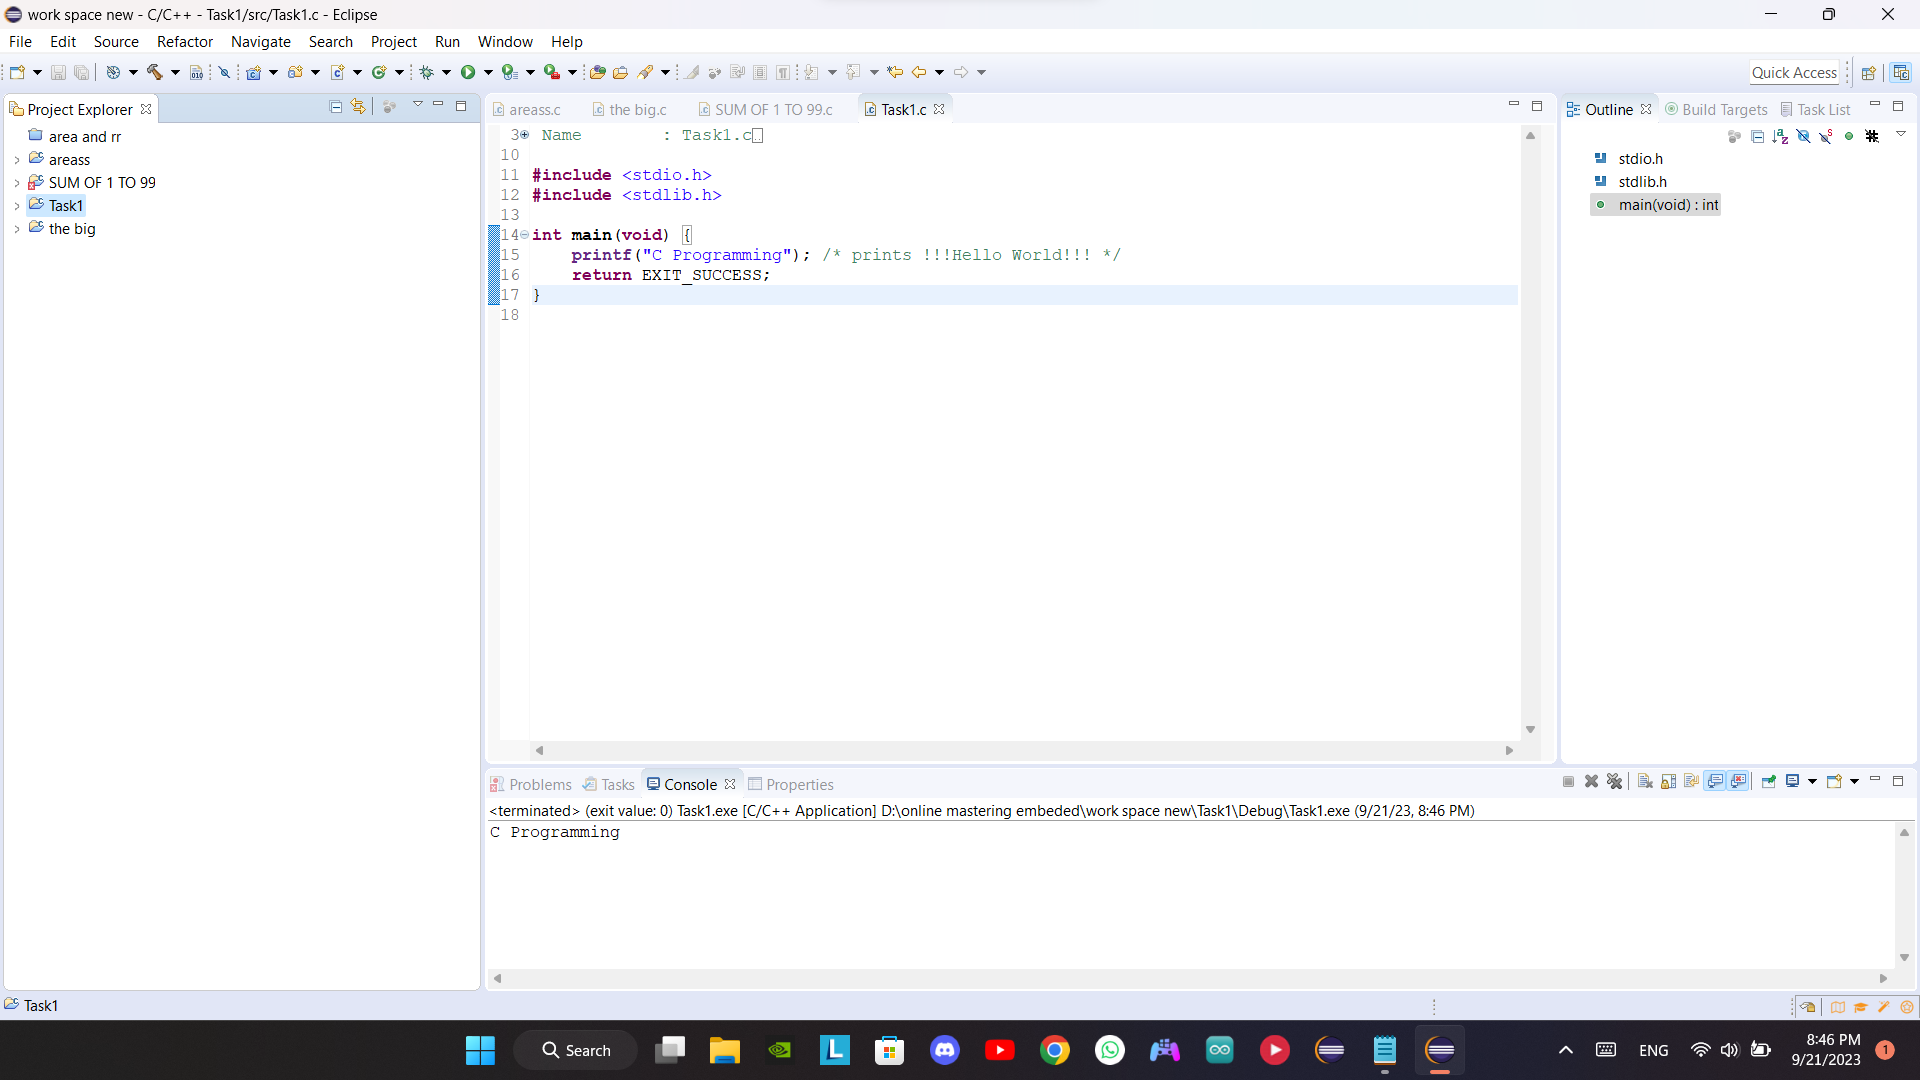 work space new - C/C++ - Task1/src/Task1.c - Eclipse
File Edit Source Refactor Navigate Search Project Run Window Help
Quick Access
Project Explorer
area and rr
areass
SUM OF 1 TO 99
Task1
the big
areass.c the big.c SUM OF 1 TO 99.c Task1.c
3 Name : Task1.c
10
11 #include <stdio.h>
12 #include <stdlib.h>
13
14 int main(void) {
15 printf("C Programming"); /* prints !!!Hello World!!! */
16 return EXIT_SUCCESS;
17 }
18
Outline Build Targets Task List
stdio.h
stdlib.h
main(void) : int
Problems Tasks Console Properties
<terminated> (exit value: 0) Task1.exe [C/C++ Application] D:\online mastering embeded\work space new\Task1\Debug\Task1.exe (9/21/23, 8:46 PM)
C Programming
Task1
Search
ENG
8:46 PM
9/21/2023
1